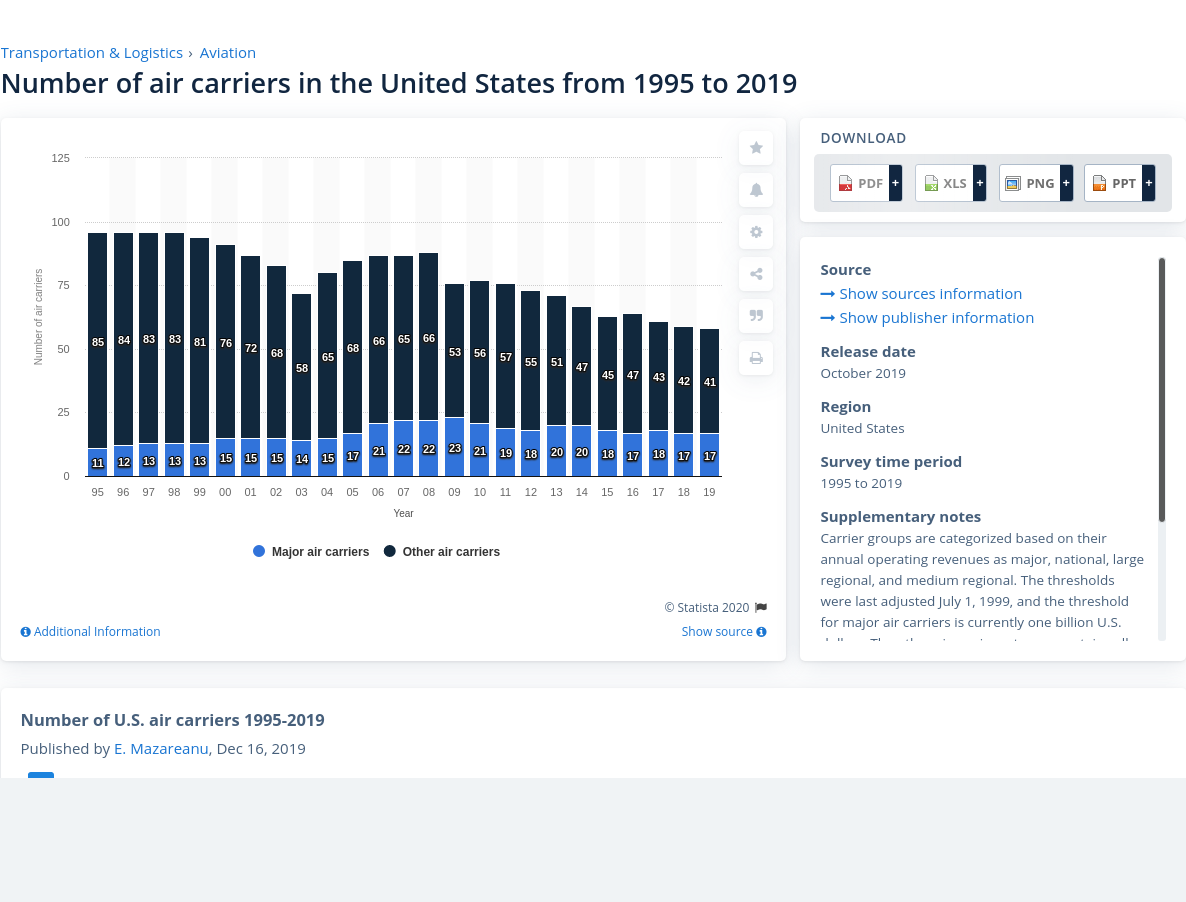 Transportation & Logistics › Aviation
Number of air carriers in the United States from 1995 to 2019
125
100
75
50
25
0
Number of air carriers
85 84 83 83 81 76 72 68 58 65 68 66 65 66 53 56 57 55 51 47 45 47 43 42 41
11 12 13 13 13 15 15 15 14 15 17 21 22 22 23 21 19 18 20 20 18 17 18 17 17
95 96 97 98 99 00 01 02 03 04 05 06 07 08 09 10 11 12 13 14 15 16 17 18 19
Year
Major air carriers Other air carriers
© Statista 2020
Additional Information
Show source
DOWNLOAD
PDF + XLS + PNG + PPT +
Source
Show sources information
Show publisher information
Release date
October 2019
Region
United States
Survey time period
1995 to 2019
Supplementary notes
Carrier groups are categorized based on their
annual operating revenues as major, national, large
regional, and medium regional. The thresholds
were last adjusted July 1, 1999, and the threshold
for major air carriers is currently one billion U.S.
Number of U.S. air carriers 1995-2019
Published by E. Mazareanu, Dec 16, 2019